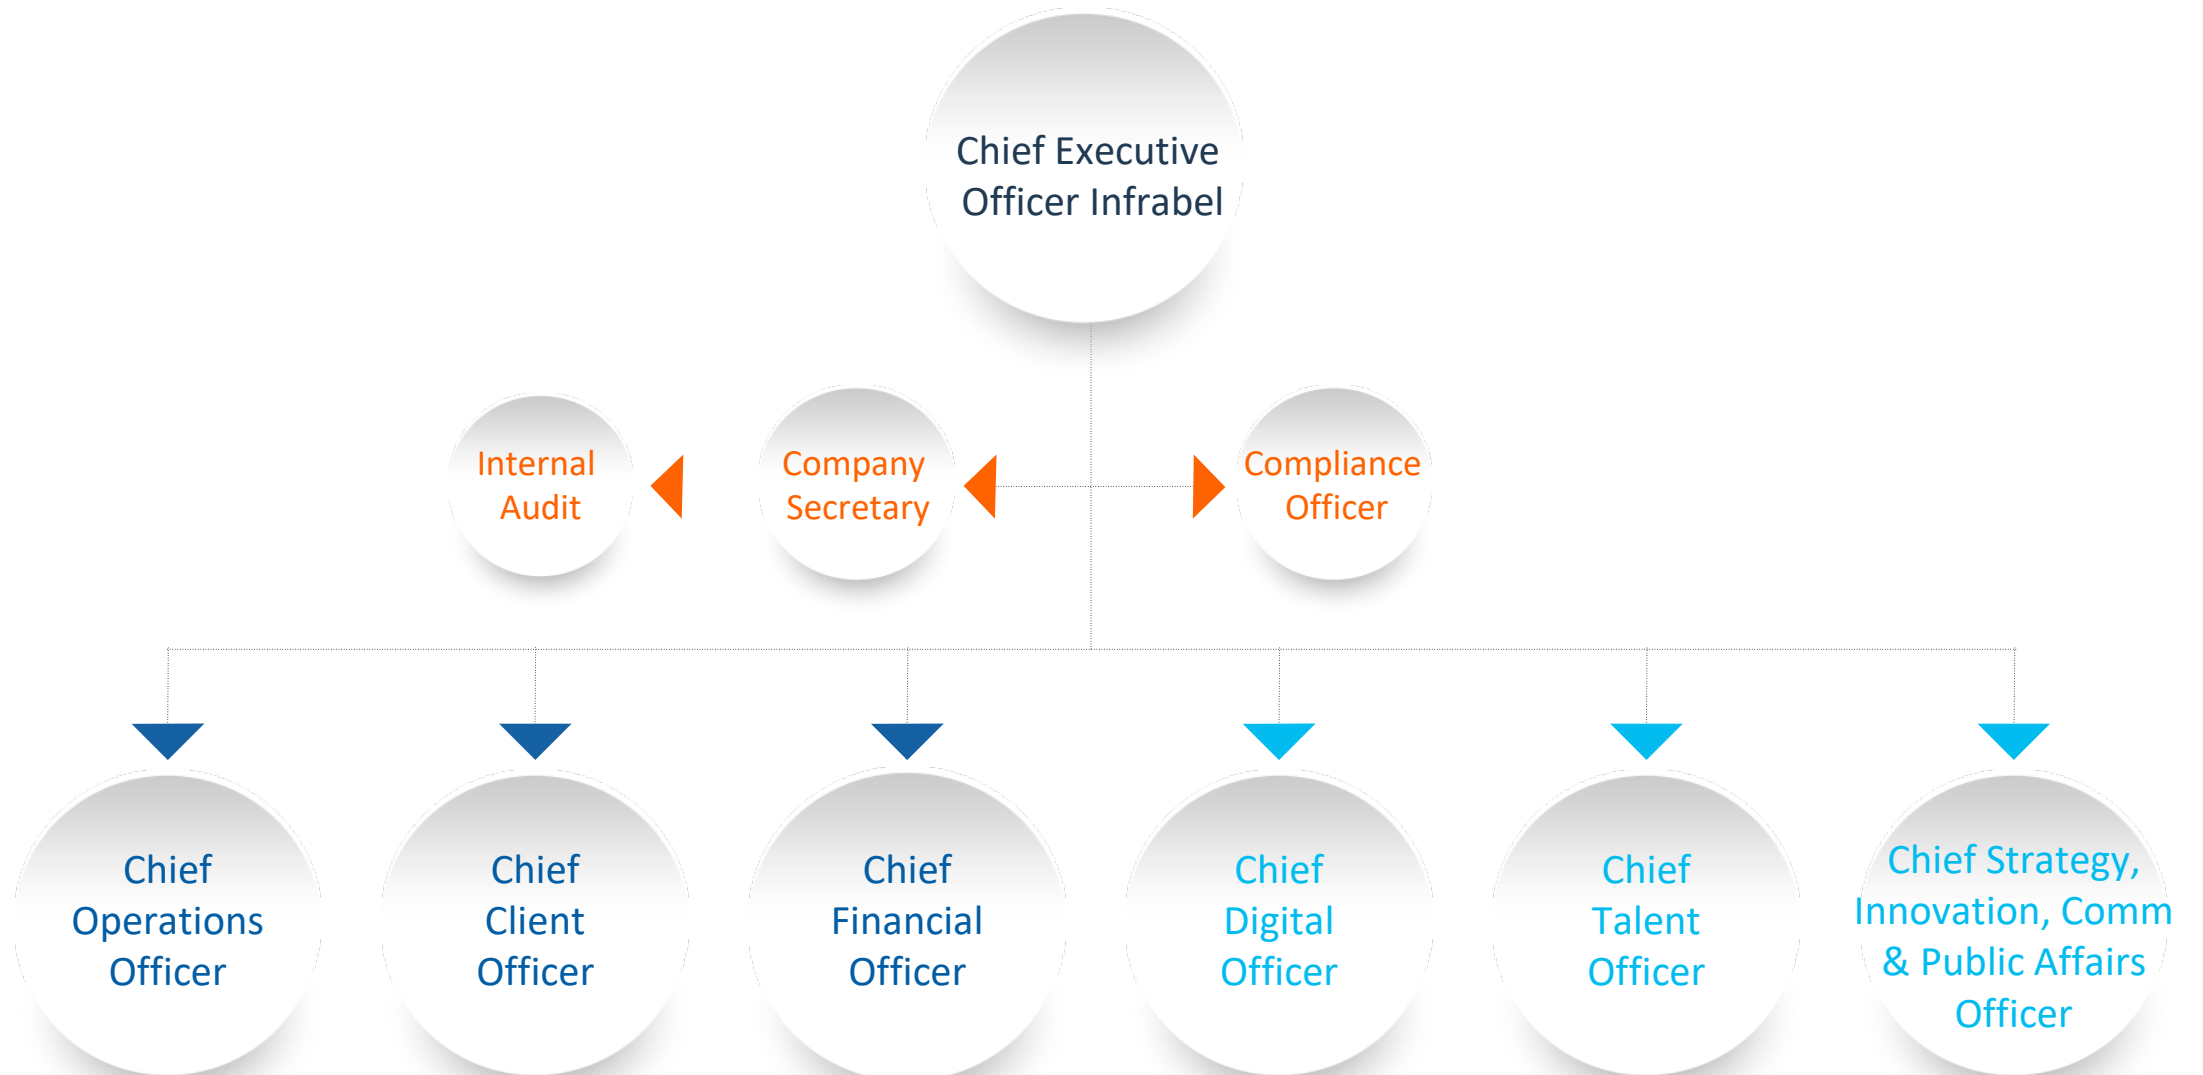 Chief Executive
Officer Infrabel
Internal
Audit
Company
Secretary
Compliance
Officer
Chief
Operations
Officer
Chief
Client
Officer
Chief
Financial
Officer
Chief
Digital
Officer
Chief
Talent
Officer
Chief Strategy,
Innovation, Comm
& Public Affairs
Officer